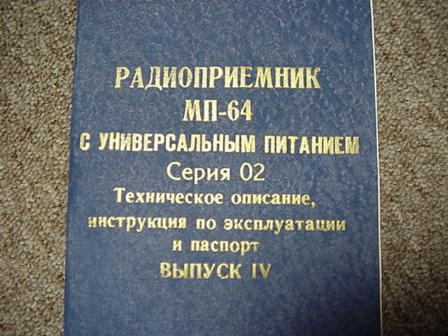 РАДИОПРИЕМНИК
МП-64
С УНИВЕРСАЛЬНЫМ ПИТАНИЕМ
Серия 02
Техническое описание,
инструкция по эксплуатации
и паспорт
ВЫПУСК IV